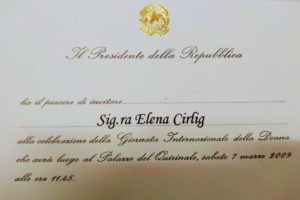 Il Presidente della Repubblica
ha il piacere di invitare
Sig.ra Elena Cirlig
alla celebrazione della Giornata Internazionale della Donna
che avrà luogo al Palazzo del Quirinale, sabato 7 marzo 2009
alle ore 11.45.